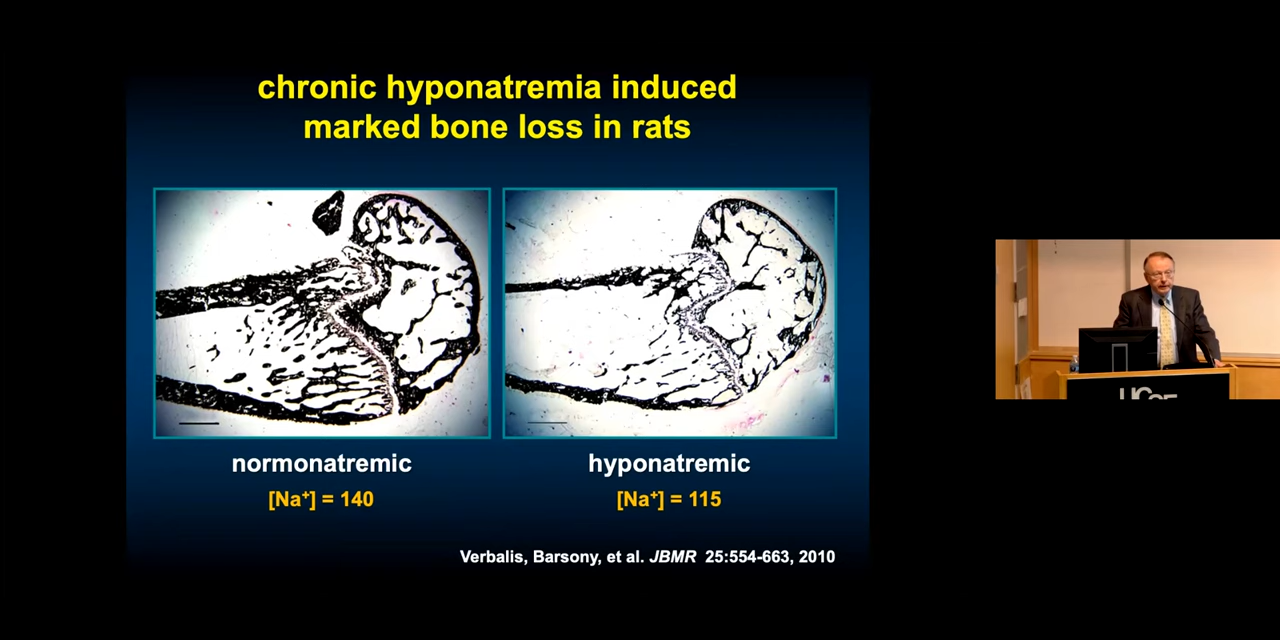 chronic hyponatremia induced
marked bone loss in rats
normonatremic
hyponatremic
[Na⁺] = 140
[Na⁺] = 115
Verbalis, Barsony, et al. JBMR 25:554-663, 2010